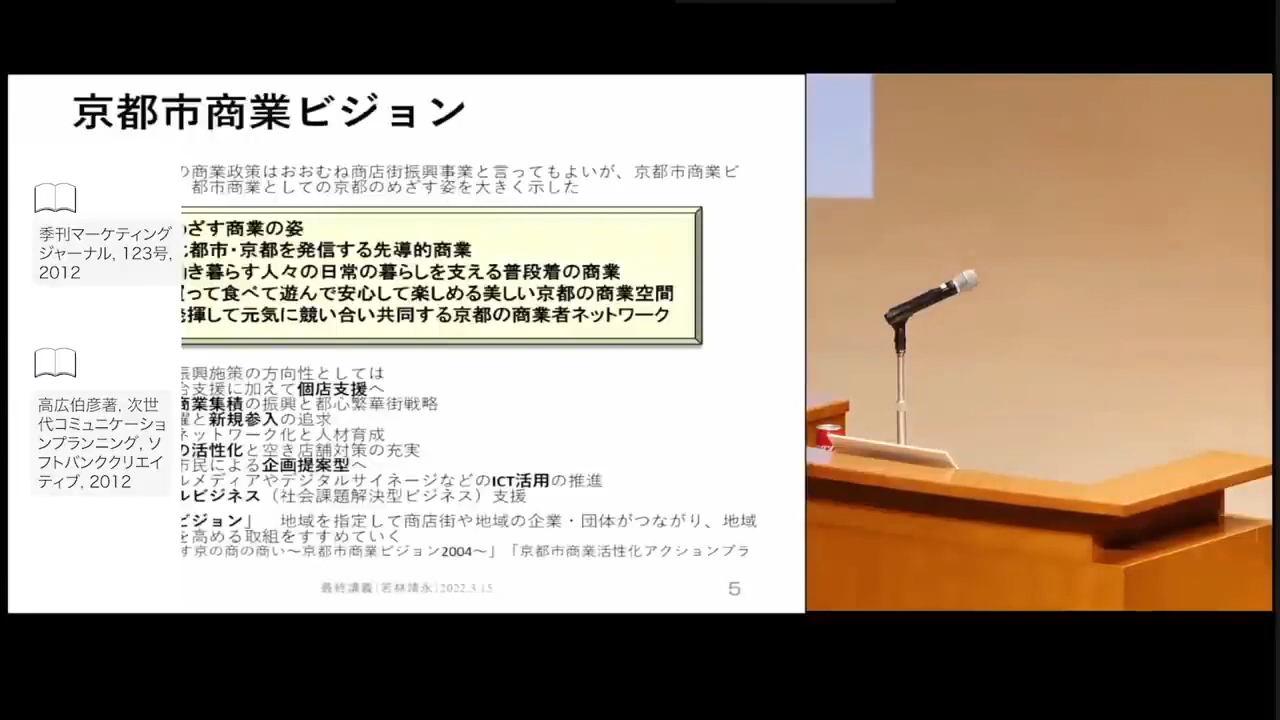 京都市商業ビジョン
の商業政策はおおむね商店街振興事業と言ってもよいが、京都市商業ビ
都市商業としての京都のめざす姿を大きく示した
季刊マーケティング
ジャーナル, 123号,
2012
めざす商業の姿
都市・京都を発信する先導的商業
き暮らす人々の日常の暮らしを支える普段着の商業
って食べて遊んで安心して楽しめる美しい京都の商業空間
揮して元気に競い合い共同する京都の商業者ネットワーク
高広伯彦著, 次世
代コミュニケーショ
ンプランニング, ソ
フトバンククリエイ
ティブ, 2012
振興施策の方向性としては
支援に加えて個店支援へ
商業集積の振興と都心繁華街戦略
と新規参入の追求
ネットワーク化と人材育成
の活性化と空き店舗対策の充実
市民による企画提案型へ
ルメディアやデジタルサイネージなどのICT活用の推進
ルビジネス（社会課題解決型ビジネス）支援
ビジョン」 地域を指定して商店街や地域の企業・団体がつながり、地域
を高める取組をすすめていく
す京の商の商い～京都市商業ビジョン2004～」「京都市商業活性化アクションプラ
最終講義（若林靖永）2022.3.15
5